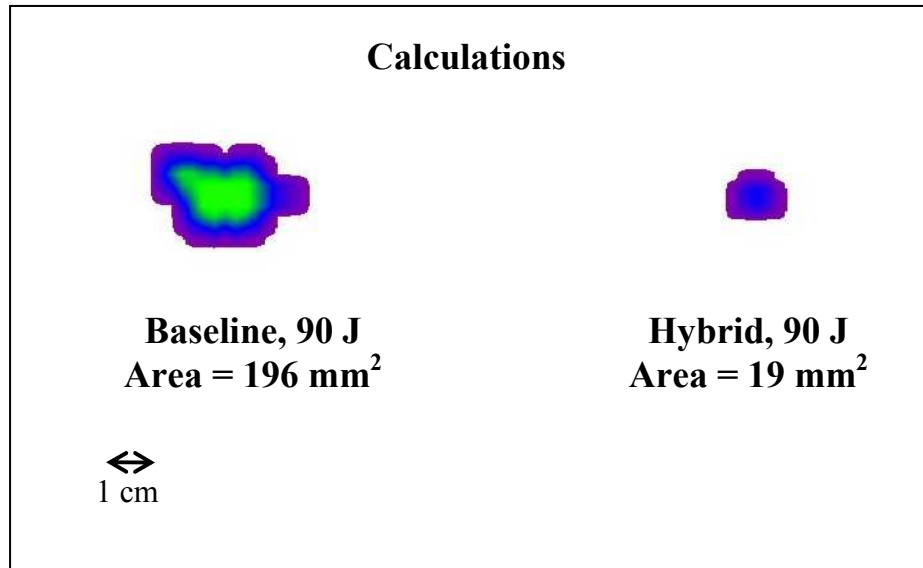 Calculations
Baseline, 90 J
Area = 196 mm²
Hybrid, 90 J
Area = 19 mm²
1 cm